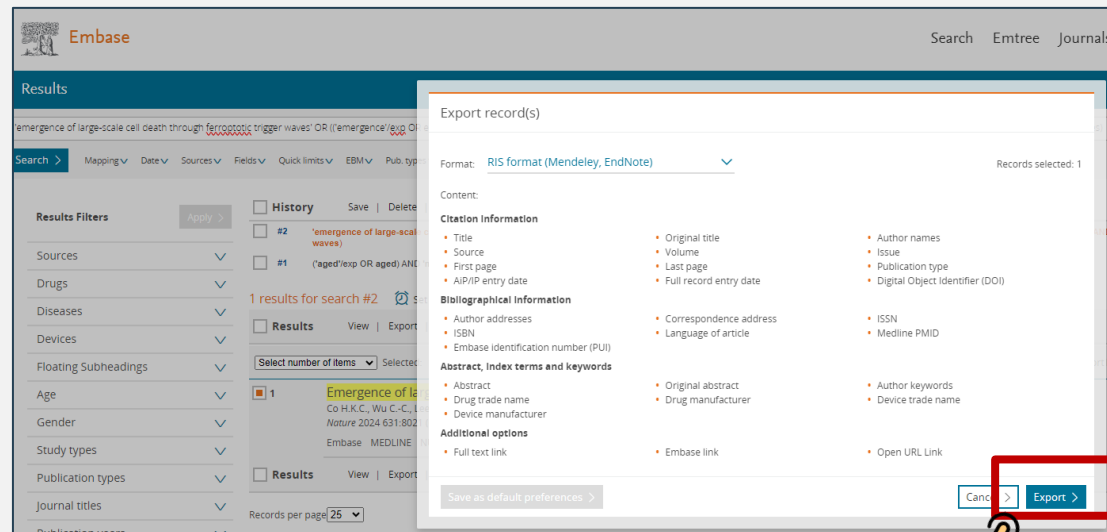 Embase
Search Emtree Journals
Results
'emergence of large-scale cell death through ferroptotic trigger waves' OR (('emergence'/exp OR
Search > Mapping Date Sources Fields Quick limits EBM Pub. types
Results Filters Apply >
Sources
Drugs
Diseases
Devices
Floating Subheadings
Age
Gender
Study types
Publication types
Journal titles
Publication years
History Save | Delete
#2 'emergence of large-scale
waves)
#1 ('aged'/exp OR aged) AND
1 results for search #2
Results View | Export
Select number of items Selected
1 Emergence of
Co H.K.C., Wu C.-C.,
Nature 2024 631:
Embase MEDLINE
Results View | Export
Records per page 25
Export record(s)
Format: RIS format (Mendeley, EndNote) Records selected: 1
Content:
Citation Information
• Title • Original title • Author names
• Source • Volume • Issue
• First page • Last page • Publication type
• AiP/IP entry date • Full record entry date • Digital Object Identifier (DOI)
Bibliographical Information
• Author addresses • Correspondence address • ISSN
• ISBN • Language of article • Medline PMID
• Embase identification number (PUI)
Abstract, Index terms and keywords
• Abstract • Original abstract • Author keywords
• Drug trade name • Drug manufacturer • Device trade name
• Device manufacturer
Additional options
• Full text link • Embase link • Open URL Link
Save as default preferences > Cancel > Export >